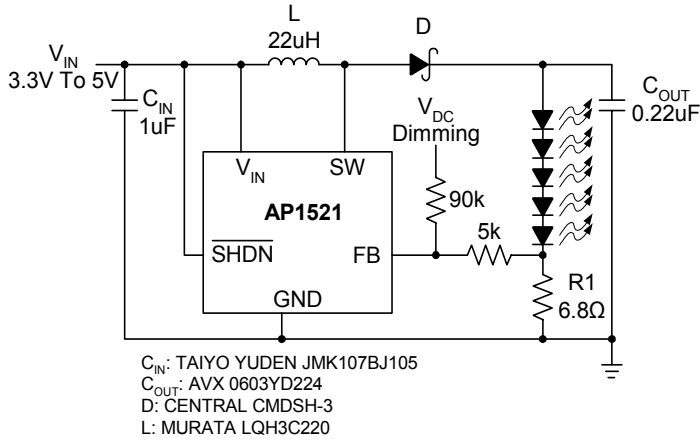 L
22uH
D
V_IN
3.3V To 5V
C_IN
1uF
C_OUT
0.22uF
V_DC
Dimming
V_IN
SW
AP1521
90k
SHDN
FB
5k
GND
R1
6.8Ω
C_IN: TAIYO YUDEN JMK107BJ105
C_OUT: AVX 0603YD224
D: CENTRAL CMDSH-3
L: MURATA LQH3C220